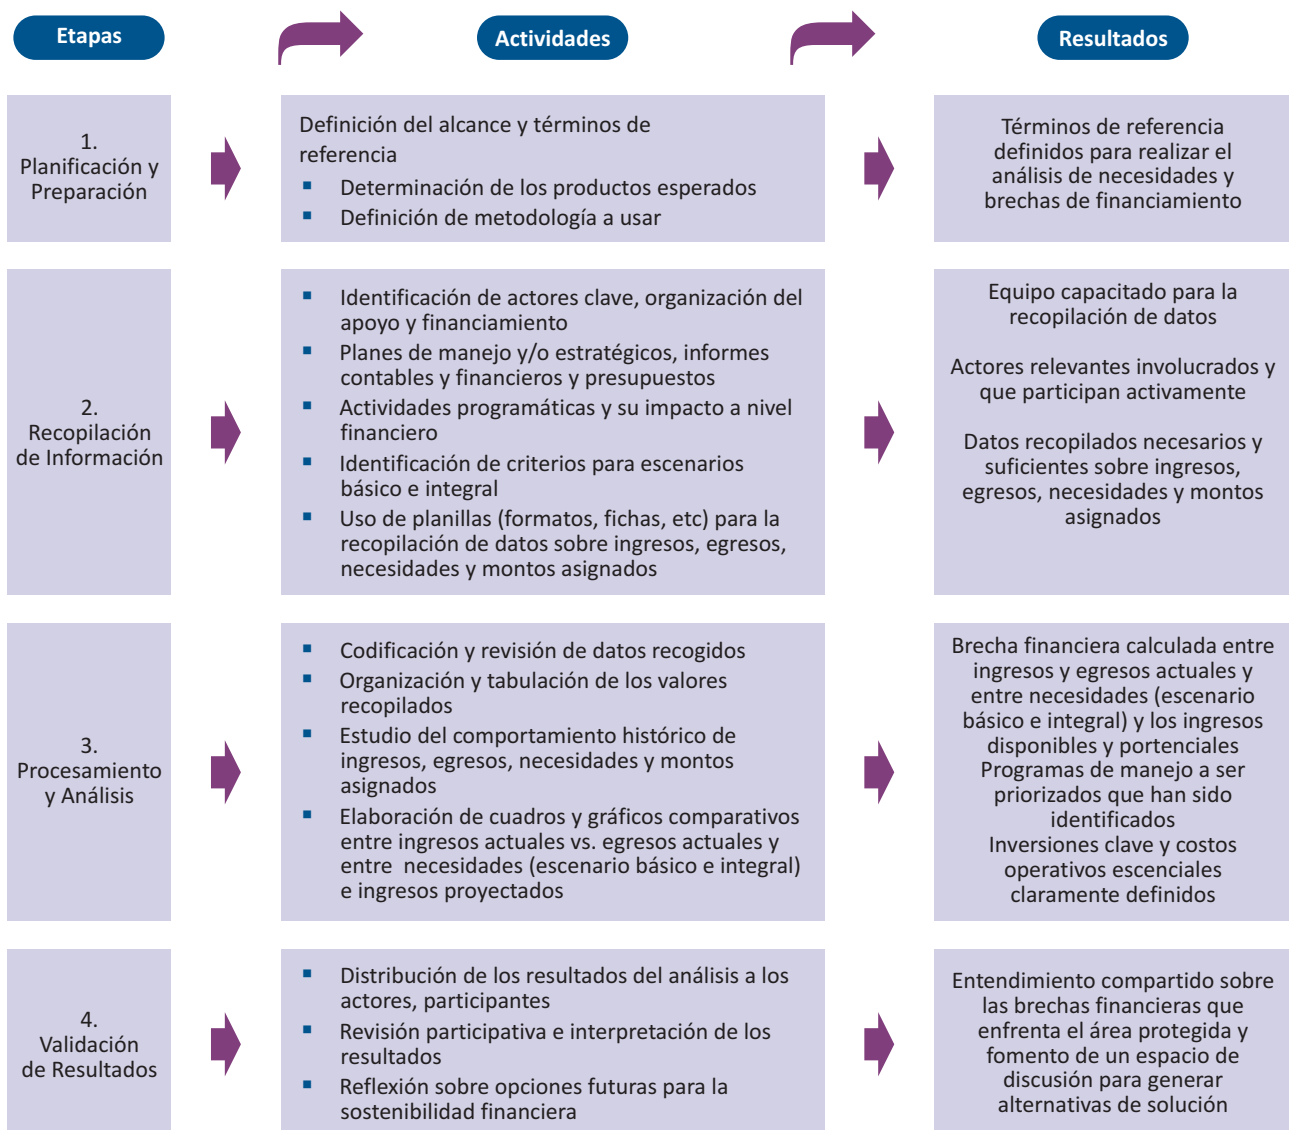 Etapas
Actividades
Resultados
1.
Planificación y
Preparación
Definición del alcance y términos de
referencia
▪ Determinación de los productos esperados
▪ Definición de metodología a usar
Términos de referencia
definidos para realizar el
análisis de necesidades y
brechas de financiamiento
2.
Recopilación
de Información
▪ Identificación de actores clave, organización del
apoyo y financiamiento
▪ Planes de manejo y/o estratégicos, informes
contables y financieros y presupuestos
▪ Actividades programáticas y su impacto a nivel
financiero
▪ Identificación de criterios para escenarios
básico e integral
▪ Uso de planillas (formatos, fichas, etc) para la
recopilación de datos sobre ingresos, egresos,
necesidades y montos asignados
Equipo capacitado para la
recopilación de datos
Actores relevantes involucrados y
que participan activamente
Datos recopilados necesarios y
suficientes sobre ingresos,
egresos, necesidades y montos
asignados
3.
Procesamiento
y Análisis
▪ Codificación y revisión de datos recogidos
▪ Organización y tabulación de los valores
recopilados
▪ Estudio del comportamiento histórico de
ingresos, egresos, necesidades y montos
asignados
▪ Elaboración de cuadros y gráficos comparativos
entre ingresos actuales vs. egresos actuales y
entre necesidades (escenario básico e integral)
e ingresos proyectados
Brecha financiera calculada entre
ingresos y egresos actuales y
entre necesidades (escenario
básico e integral) y los ingresos
disponibles y portenciales
Programas de manejo a ser
priorizados que han sido
identificados
Inversiones clave y costos
operativos escenciales
claramente definidos
4.
Validación
de Resultados
▪ Distribución de los resultados del análisis a los
actores, participantes
▪ Revisión participativa e interpretación de los
resultados
▪ Reflexión sobre opciones futuras para la
sostenibilidad financiera
Entendimiento compartido sobre
las brechas financieras que
enfrenta el área protegida y
fomento de un espacio de
discusión para generar
alternativas de solución